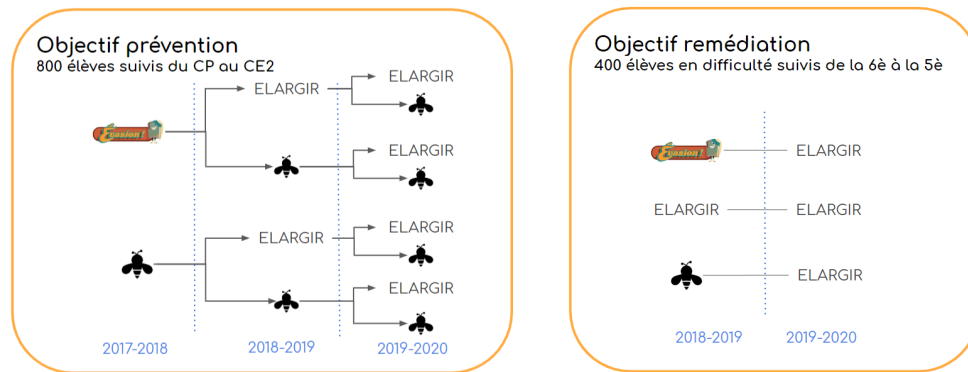 Objectif prévention
800 élèves suivis du CP au CE2
ELARGIR
ELARGIR
Évasion!
ELARGIR
ELARGIR
ELARGIR
ELARGIR
2017-2018
2018-2019
2019-2020
Objectif remédiation
400 élèves en difficulté suivis de la 6è à la 5è
Évasion!
ELARGIR
ELARGIR
ELARGIR
ELARGIR
2018-2019
2019-2020